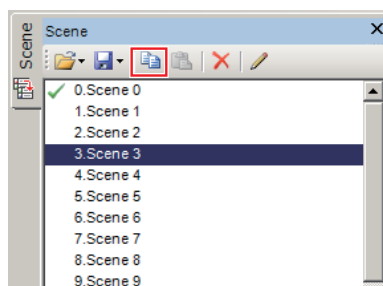 Scene
Scene
0.Scene 0
1.Scene 1
2.Scene 2
3.Scene 3
4.Scene 4
5.Scene 5
6.Scene 6
7.Scene 7
8.Scene 8
9.Scene 9